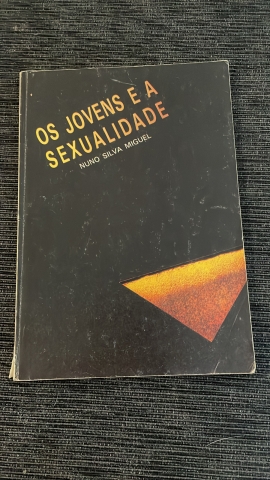 OS JOVENS E A
SEXUALIDADE
NUNO SILVA MIGUEL